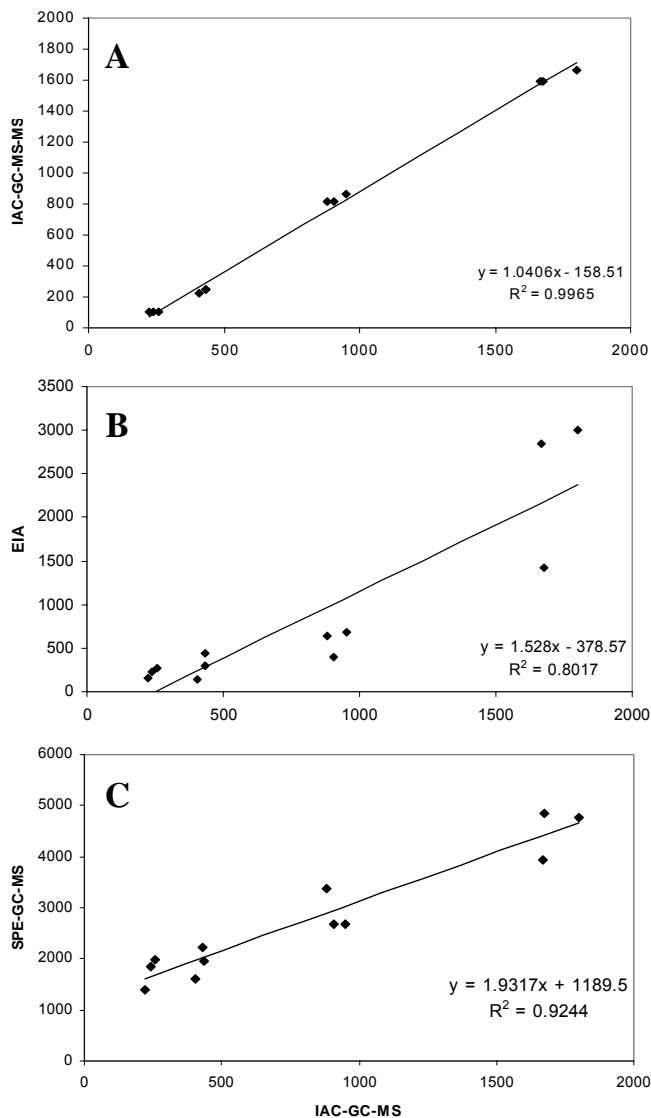 A
IAC-GC-MS-MS
2000
1800
1600
1400
1200
1000
800
600
400
200
0
y = 1.0406x - 158.51
R² = 0.9965
0 500 1000 1500 2000
B
EIA
3500
3000
2500
2000
1500
1000
500
0
y = 1.528x - 378.57
R² = 0.8017
0 500 1000 1500 2000
C
SPE-GC-MS
6000
5000
4000
3000
2000
1000
0
y = 1.9317x + 1189.5
R² = 0.9244
0 500 1000 1500 2000
IAC-GC-MS